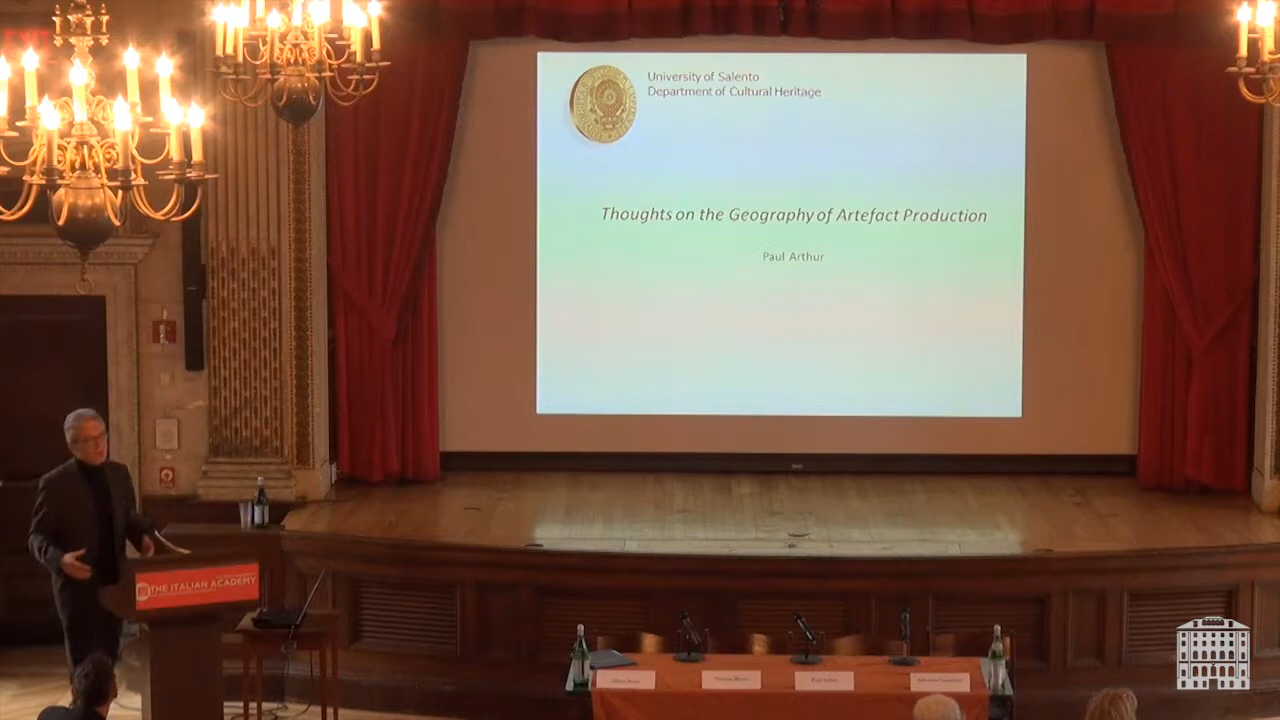 University of Salento
Department of Cultural Heritage
Thoughts on the Geography of Artefact Production
Paul Arthur
THE ITALIAN ACADEMY